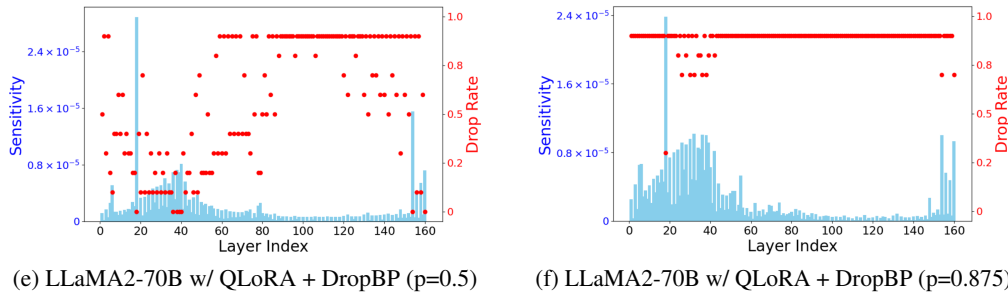 2.4 × 10⁻⁵
1.6 × 10⁻⁵
0.8 × 10⁻⁵
0
Sensitivity
1.0
0.8
0.5
0.2
0
Drop Rate
0 20 40 60 80 100 120 140 160
Layer Index
(e) LLaMA2-70B w/ QLoRA + DropBP (p=0.5)
2.4 × 10⁻⁵
1.6 × 10⁻⁵
0.8 × 10⁻⁵
0
Sensitivity
1.0
0.8
0.5
0.2
0
Drop Rate
0 20 40 60 80 100 120 140 160
Layer Index
(f) LLaMA2-70B w/ QLoRA + DropBP (p=0.875)